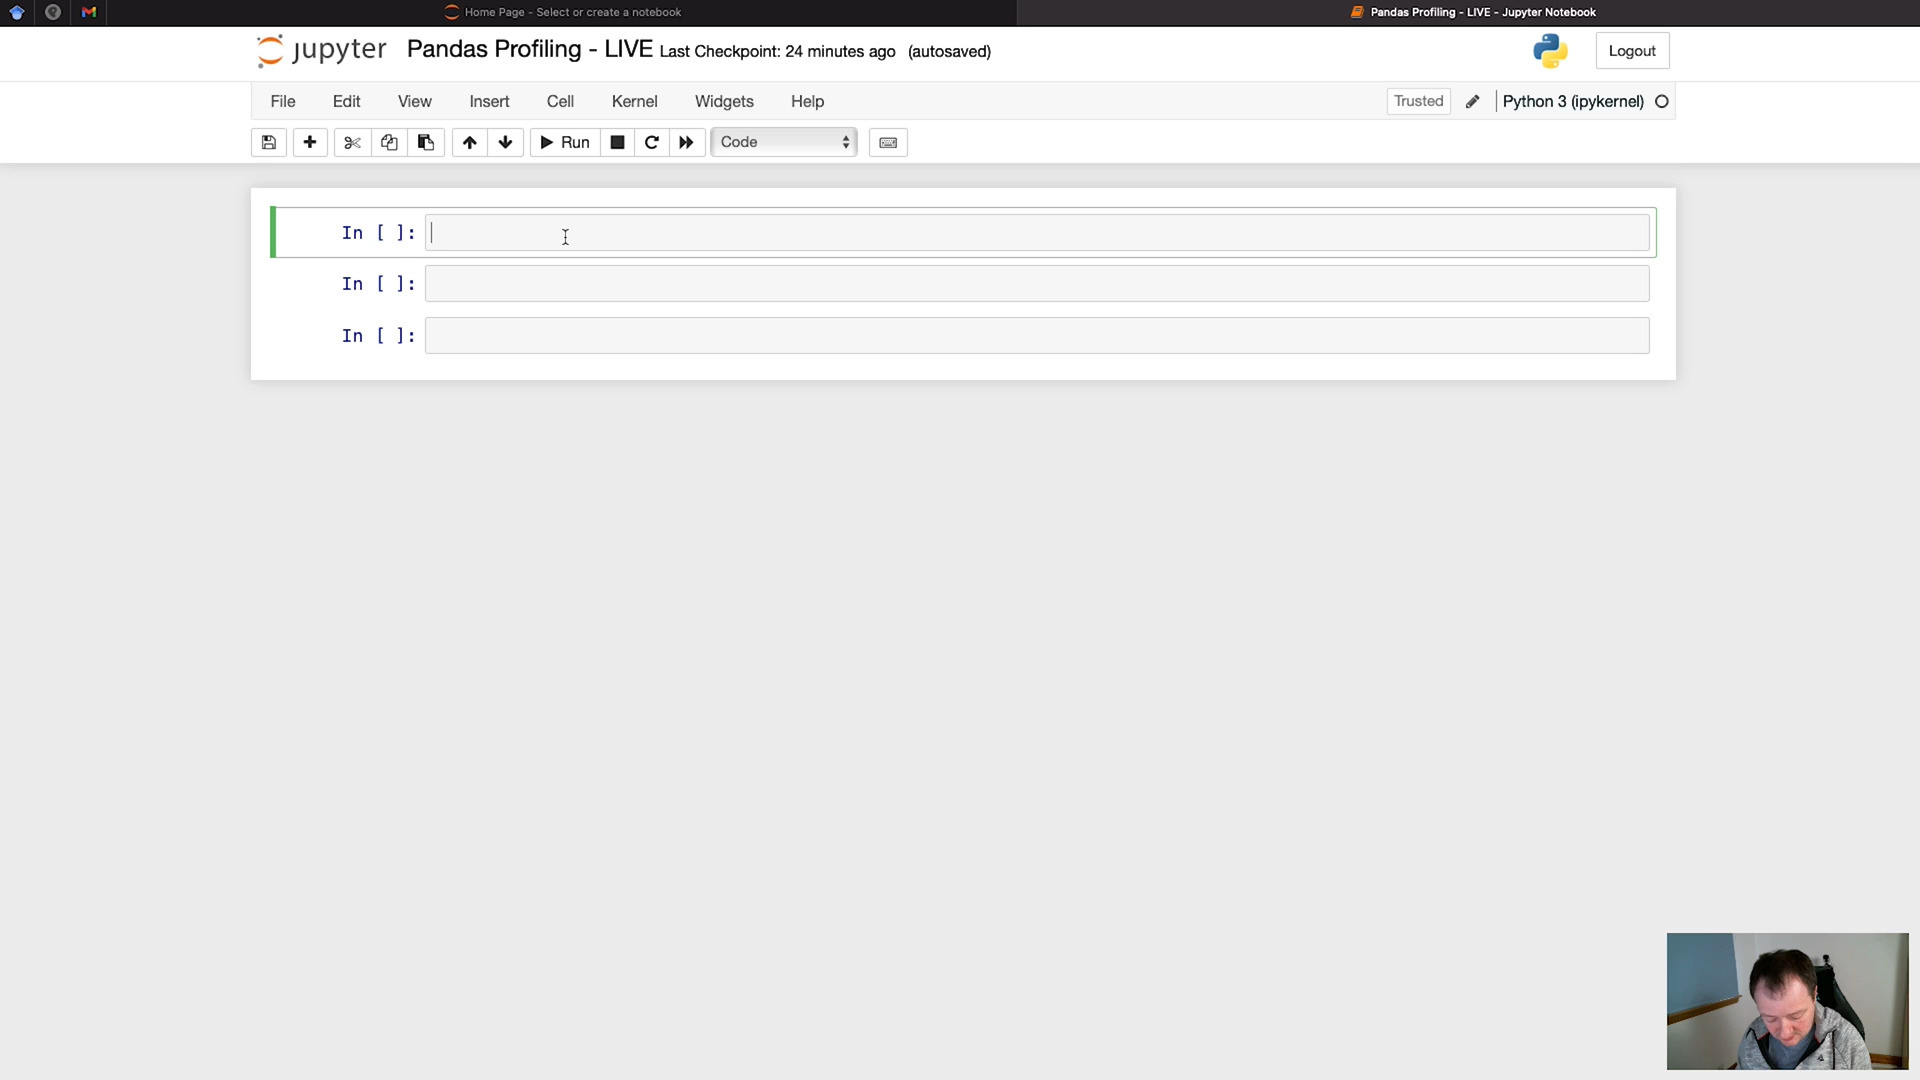 Home Page - Select or create a notebook
Pandas Profiling - LIVE - Jupyter Notebook
jupyter Pandas Profiling - LIVE Last Checkpoint: 24 minutes ago (autosaved)
Logout
File Edit View Insert Cell Kernel Widgets Help
Trusted Python 3 (ipykernel)
Run Code
In [ ]:
In [ ]:
In [ ]: